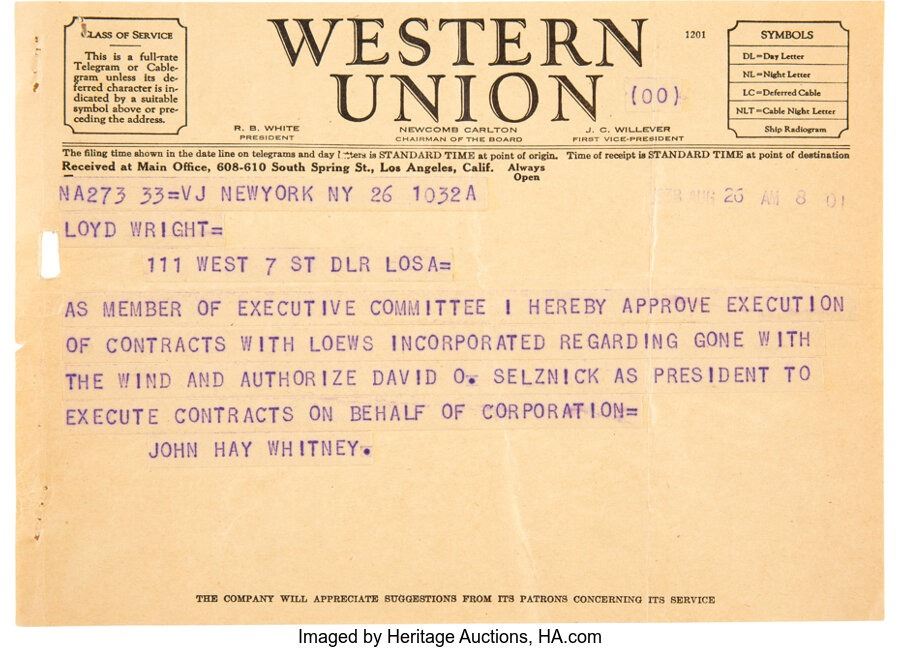 CLASS OF SERVICE
This is a full-rate
Telegram or Cable-
gram unless its de-
ferred character is in-
dicated by a suitable
symbol above or pre-
ceding the address.
WESTERN
UNION
(00)
1201
SYMBOLS
DL=Day Letter
NL=Night Letter
LC=Deferred Cable
NLT=Cable Night Letter
Ship Radiogram
R. B. WHITE
PRESIDENT
NEWCOMB CARLTON
CHAIRMAN OF THE BOARD
J. C. WILLEVER
FIRST VICE-PRESIDENT
The filing time shown in the date line on telegrams and day letters is STANDARD TIME at point of origin. Time of receipt is STANDARD TIME at point of destination
Received at Main Office, 608-610 South Spring St., Los Angeles, Calif. Always Open
NA273 33=VJ NEWYORK NY 26 1032A
AUG 26 AM 8 01
LOYD WRIGHT=
111 WEST 7 ST DLR LOSA=
AS MEMBER OF EXECUTIVE COMMITTEE I HEREBY APPROVE EXECUTION
OF CONTRACTS WITH LOEWS INCORPORATED REGARDING GONE WITH
THE WIND AND AUTHORIZE DAVID O. SELZNICK AS PRESIDENT TO
EXECUTE CONTRACTS ON BEHALF OF CORPORATION=
JOHN HAY WHITNEY.
THE COMPANY WILL APPRECIATE SUGGESTIONS FROM ITS PATRONS CONCERNING ITS SERVICE
Imaged by Heritage Auctions, HA.com